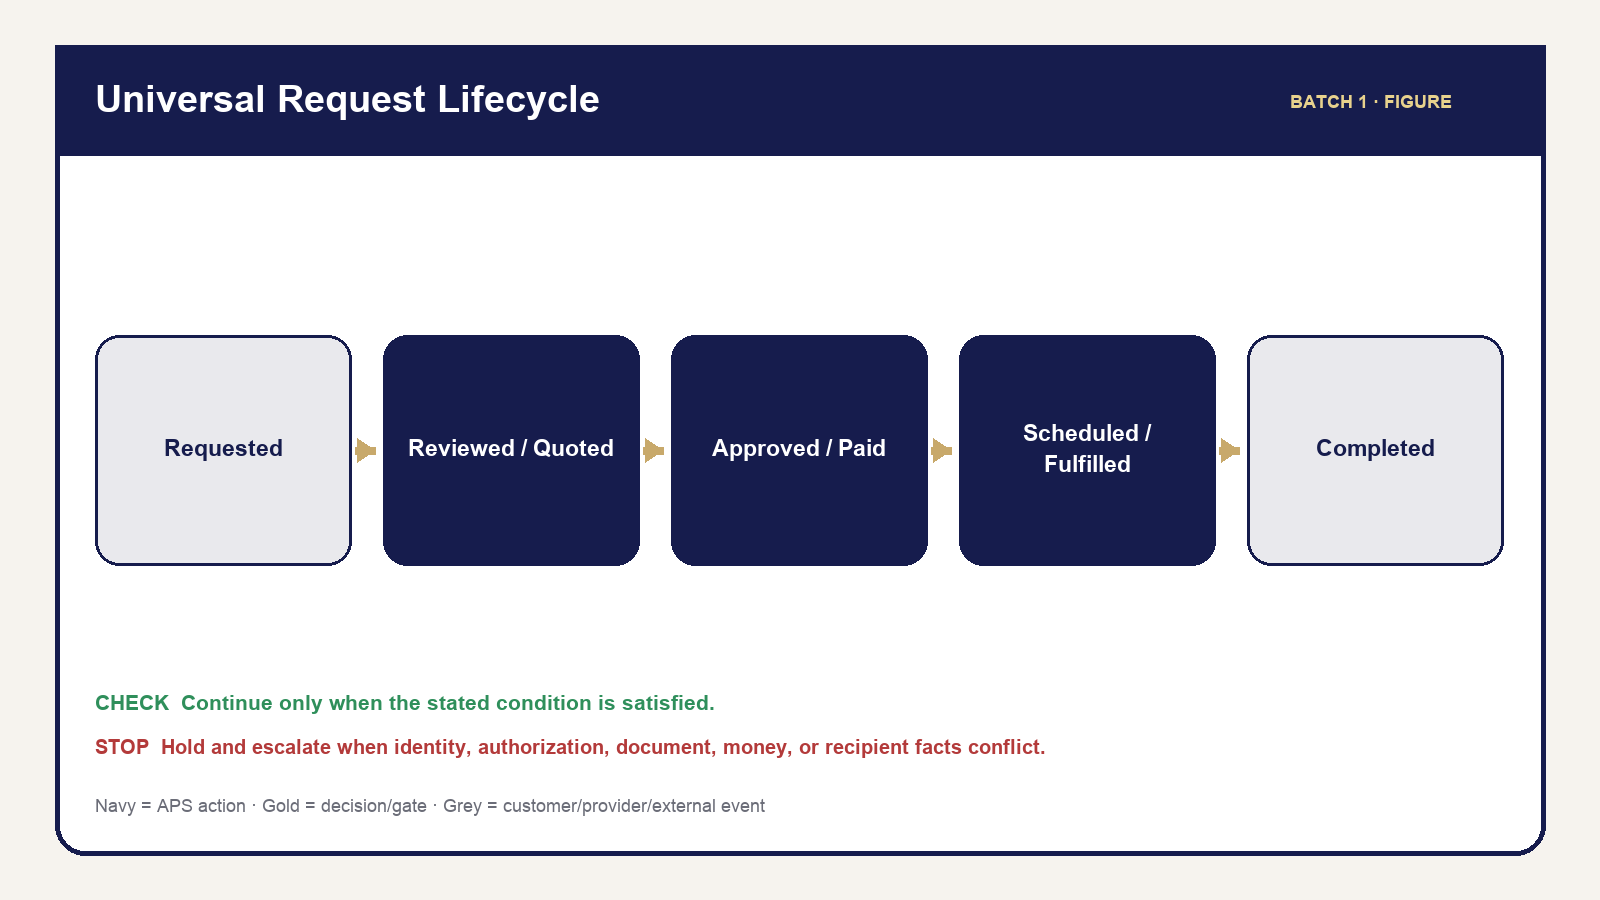 Universal Request Lifecycle
BATCH 1 · FIGURE
Requested
Reviewed / Quoted
Approved / Paid
Scheduled /
Fulfilled
Completed
CHECK  Continue only when the stated condition is satisfied.
STOP  Hold and escalate when identity, authorization, document, money, or recipient facts conflict.
Navy = APS action · Gold = decision/gate · Grey = customer/provider/external event